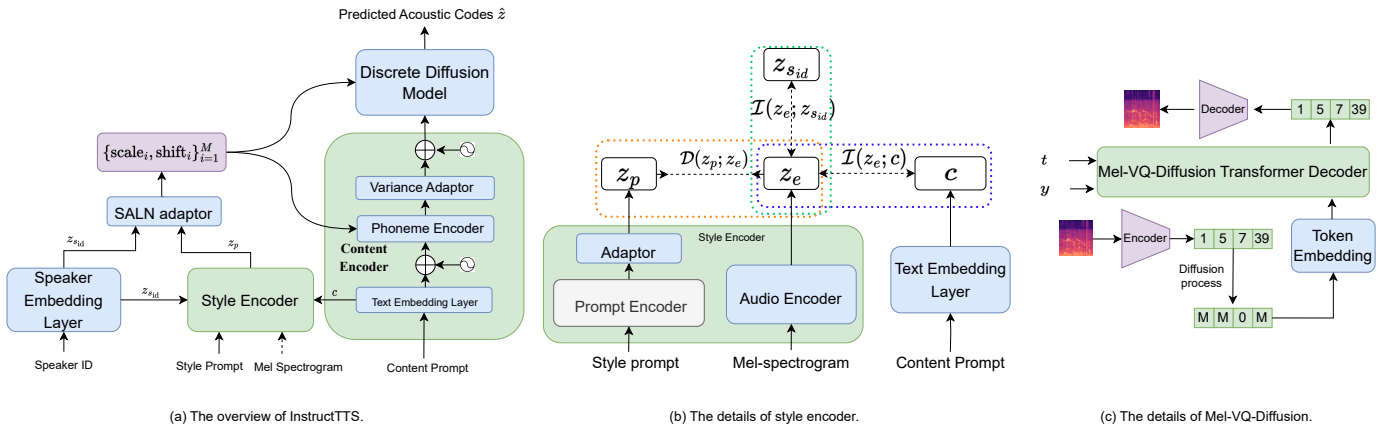 Predicted Acoustic Codes ẑ
Discrete Diffusion
Model
{scaleᵢ, shiftᵢ}ᴹᵢ₌₁
Variance Adaptor
SALN adaptor
Phoneme Encoder
Content
Encoder
z_{s_id}
z_p
Speaker
Embedding
Layer
z_{s_id}
Style Encoder
c
Text Embedding Layer
Speaker ID
Style Prompt
Mel Spectrogram
Content Prompt
(a) The overview of InstructTTS.
z_{s_id}
I(z_e; z_{s_id})
D(z_p; z_e)
I(z_e; c)
z_p
z_e
c
Style Encoder
Adaptor
Prompt Encoder
Audio Encoder
Text Embedding
Layer
Style prompt
Mel-spectrogram
Content Prompt
(b) The details of style encoder.
Decoder
1 5 7 39
t
y
Mel-VQ-Diffusion Transformer Decoder
Encoder
1 5 7 39
Token
Embedding
Diffusion
process
M M 0 M
(c) The details of Mel-VQ-Diffusion.